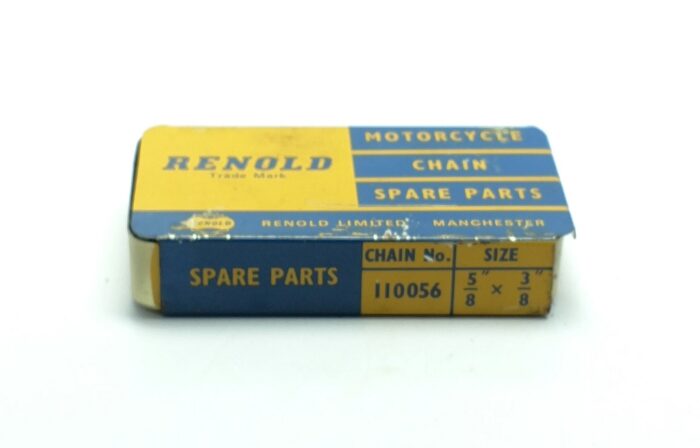 RENOLD
Trade Mark
MOTORCYCLE
CHAIN
SPARE PARTS
RENOLD LIMITED MANCHESTER
SPARE PARTS
CHAIN No.
110056
SIZE
5/8" × 3/8"